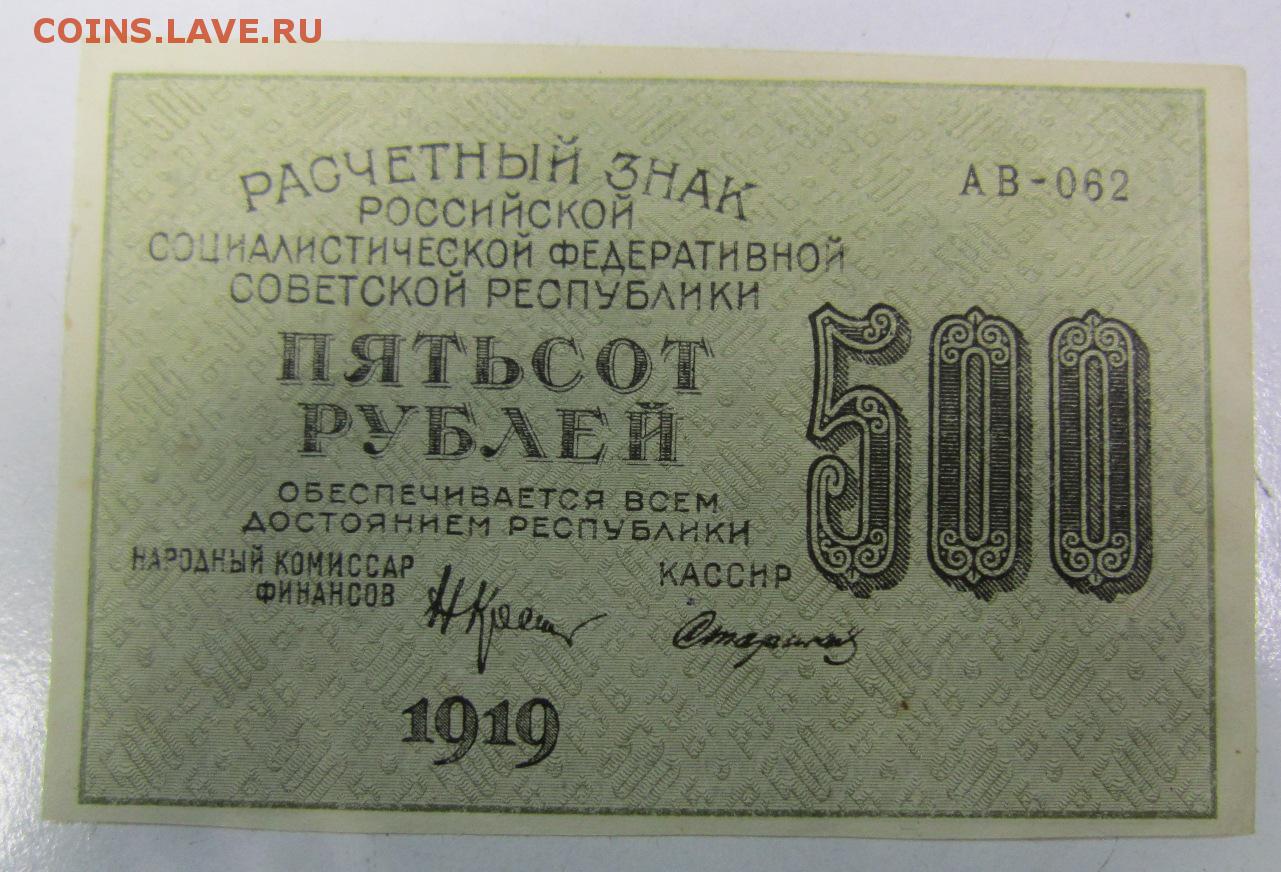 COINS.LAVE.RU
РАСЧЕТНЫЙ ЗНАК
АВ-062
РОССИЙСКОЙ
СОЦИАЛИСТИЧЕСКОЙ ФЕДЕРАТИВНОЙ
СОВЕТСКОЙ РЕСПУБЛИКИ
ПЯТЬСОТ
РУБЛЕЙ
500
ОБЕСПЕЧИВАЕТСЯ ВСЕМ
ДОСТОЯНИЕМ РЕСПУБЛИКИ
НАРОДНЫЙ КОМИССАР
ФИНАНСОВ
КАССИР
1919